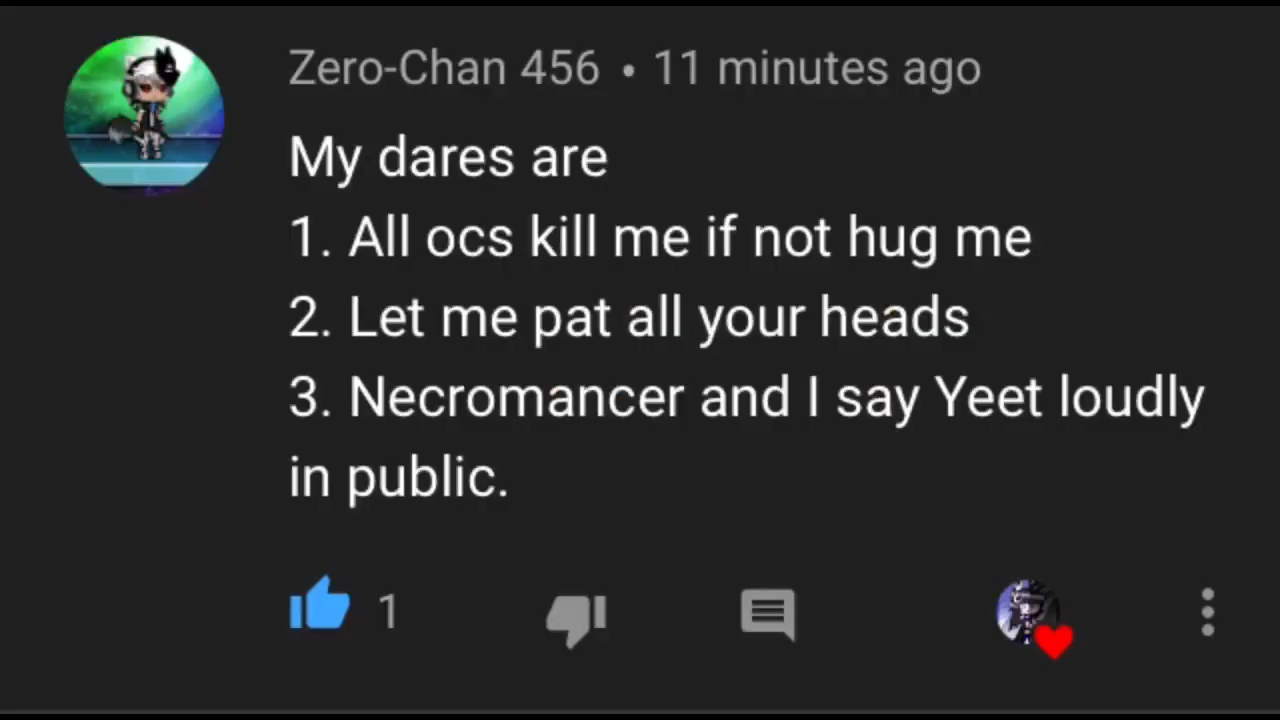 Zero-Chan 456 • 11 minutes ago
My dares are
1. All ocs kill me if not hug me
2. Let me pat all your heads
3. Necromancer and I say Yeet loudly
in public.
1